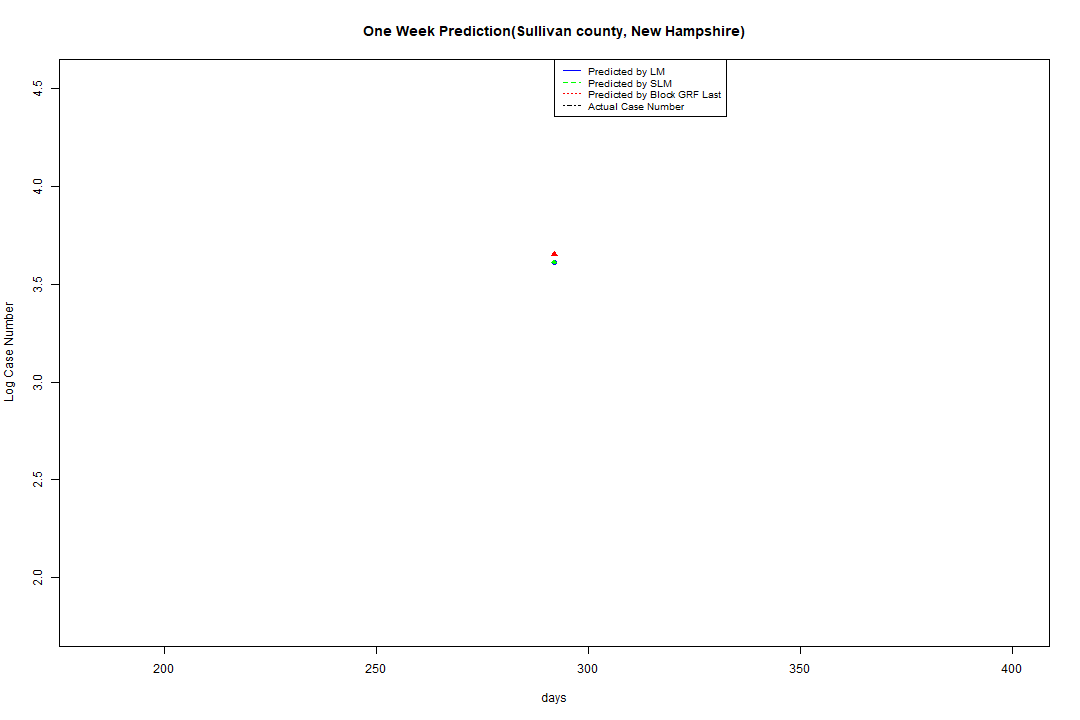 One Week Prediction(Sullivan county, New Hampshire)
Predicted by LM
Predicted by SLM
Predicted by Block GRF Last
Actual Case Number
4.5
4.0
3.5
3.0
2.5
2.0
Log Case Number
200 250 300 350 400
days